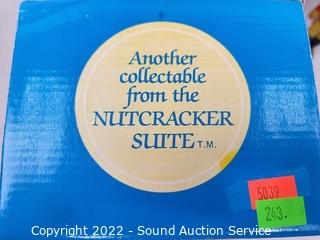 Another
collectable
from the
NUTCRACKER
SUITE T.M.
5039
243.
Copyright 2022 - Sound Auction Service